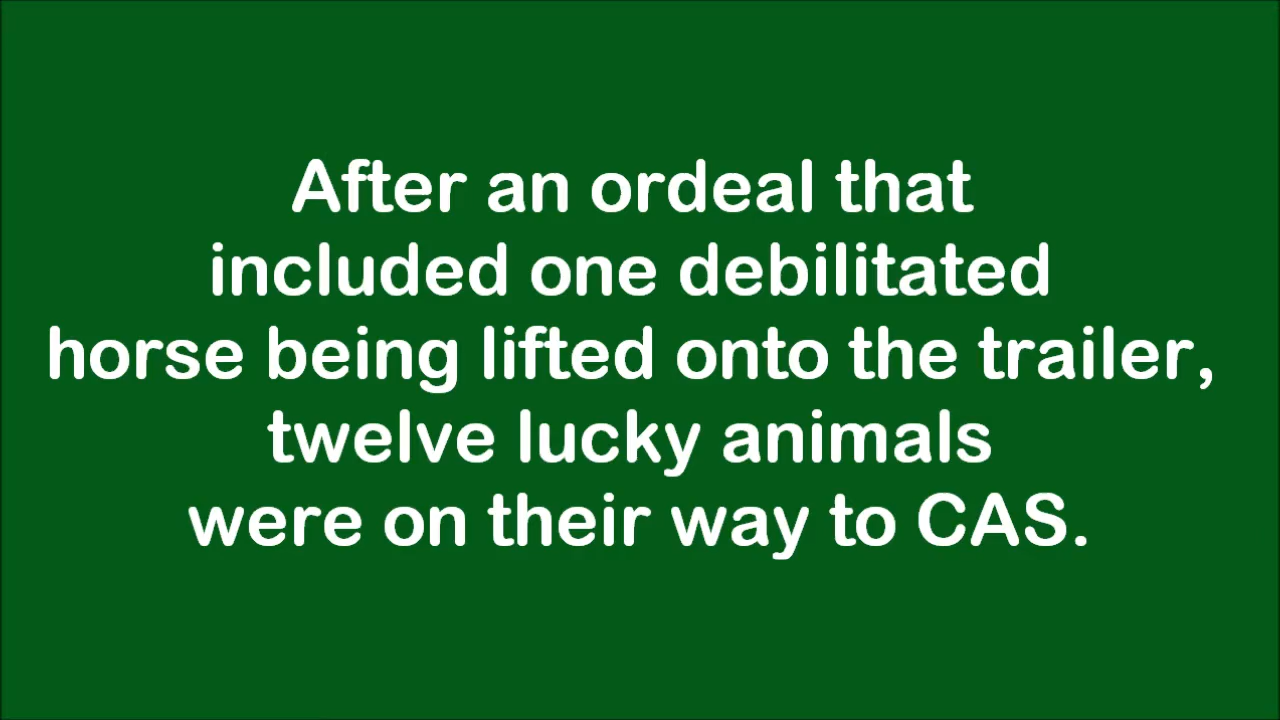 After an ordeal that
included one debilitated
horse being lifted onto the trailer,
twelve lucky animals
were on their way to CAS.